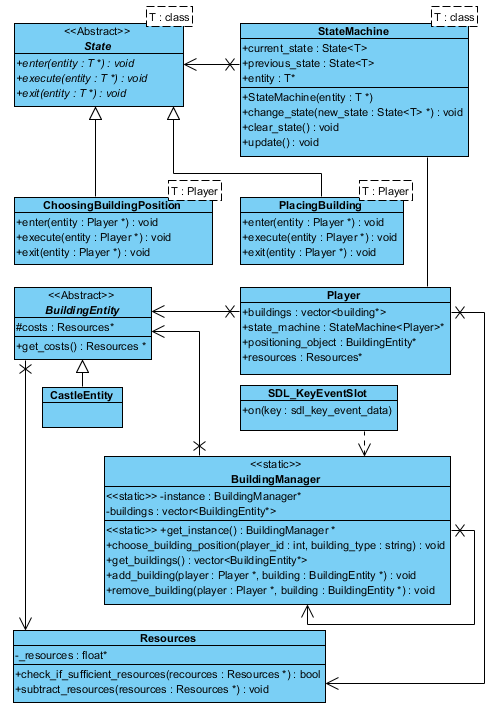 T : class
<<Abstract>>
State
+enter(entity : T *) : void
+execute(entity : T *) : void
+exit(entity : T *) : void
T : class
StateMachine
+current_state : State<T>
+previous_state : State<T>
+entity : T*
+StateMachine(entity : T *)
+change_state(new_state : State<T> *) : void
+clear_state() : void
+update() : void
T : Player
ChoosingBuildingPosition
+enter(entity : Player *) : void
+execute(entity : Player *) : void
+exit(entity : Player *) : void
T : Player
PlacingBuilding
+enter(entity : Player *) : void
+execute(entity : Player *) : void
+exit(entity : Player *) : void
<<Abstract>>
BuildingEntity
#costs : Resources*
+get_costs() : Resources *
Player
+buildings : vector<building*>
+state_machine : StateMachine<Player>*
+positioning_object : BuildingEntity*
+resources : Resources*
CastleEntity
SDL_KeyEventSlot
+on(key : sdl_key_event_data)
<<static>>
BuildingManager
<<static>> -instance : BuildingManager*
-buildings : vector<BuildingEntity*>
<<static>> +get_instance() : BuildingManager *
+choose_building_position(player_id : int, building_type : string) : void
+get_buildings() : vector<BuildingEntity*>
+add_building(player : Player *, building : BuildingEntity *) : void
+remove_building(player : Player *, building : BuildingEntity *) : void
Resources
-_resources : float*
+check_if_sufficient_resources(recources : Resources *) : bool
+subtract_resources(resources : Resources *) : void